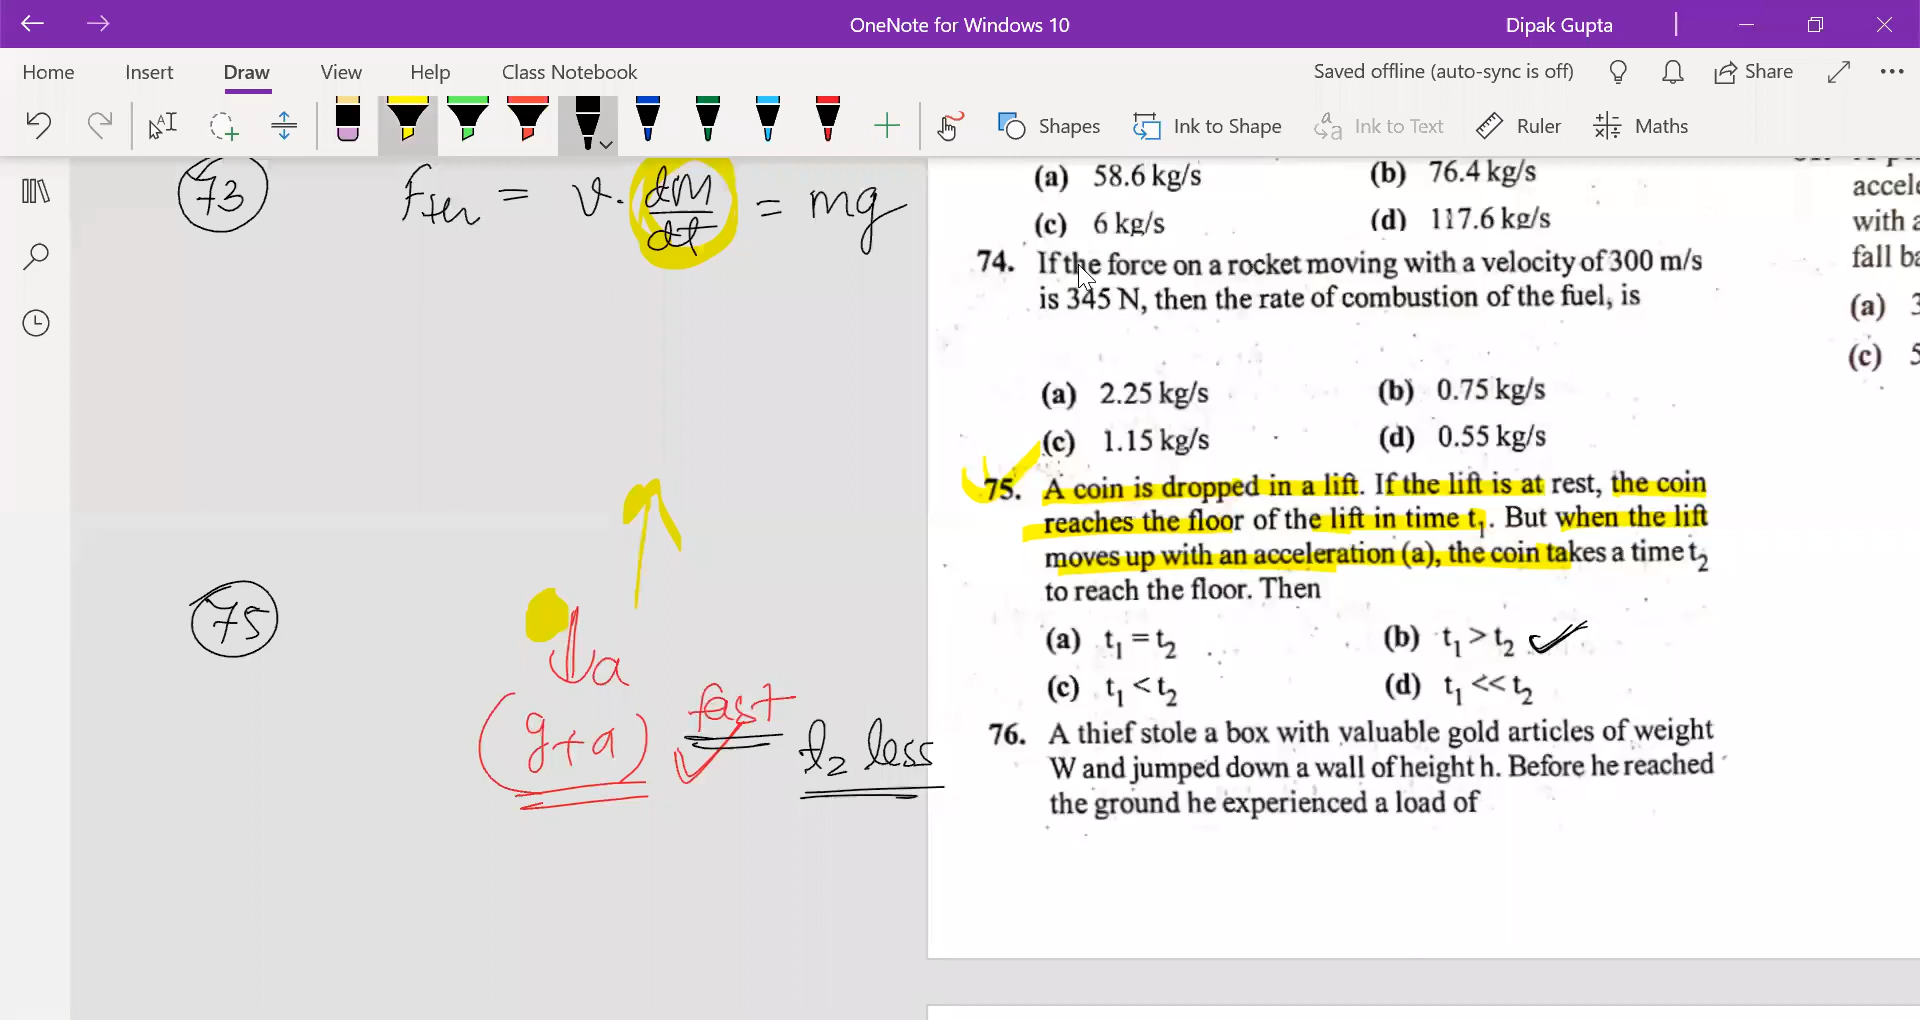 OneNote for Windows 10
Dipak Gupta
Home Insert Draw View Help Class Notebook
Saved offline (auto-sync is off) Share
Shapes Ink to Shape Ink to Text Ruler Maths
73 = v. dM/dt = mg
(a) 58.6 kg/s (b) 76.4 kg/s
(c) 6 kg/s (d) 117.6 kg/s
74. If the force on a rocket moving with a velocity of 300 m/s
is 345 N, then the rate of combustion of the fuel, is
(a) 2.25 kg/s (b) 0.75 kg/s
(c) 1.15 kg/s (d) 0.55 kg/s
75. A coin is dropped in a lift. If the lift is at rest, the coin
reaches the floor of the lift in time t₁. But when the lift
moves up with an acceleration (a), the coin takes a time t₂
to reach the floor. Then
(a) t₁ = t₂ (b) t₁ > t₂
(c) t₁ < t₂ (d) t₁ << t₂
76. A thief stole a box with valuable gold articles of weight
W and jumped down a wall of height h. Before he reached
the ground he experienced a load of
with a
(a)
(c)
75
a
(g+a) fast t₂ less